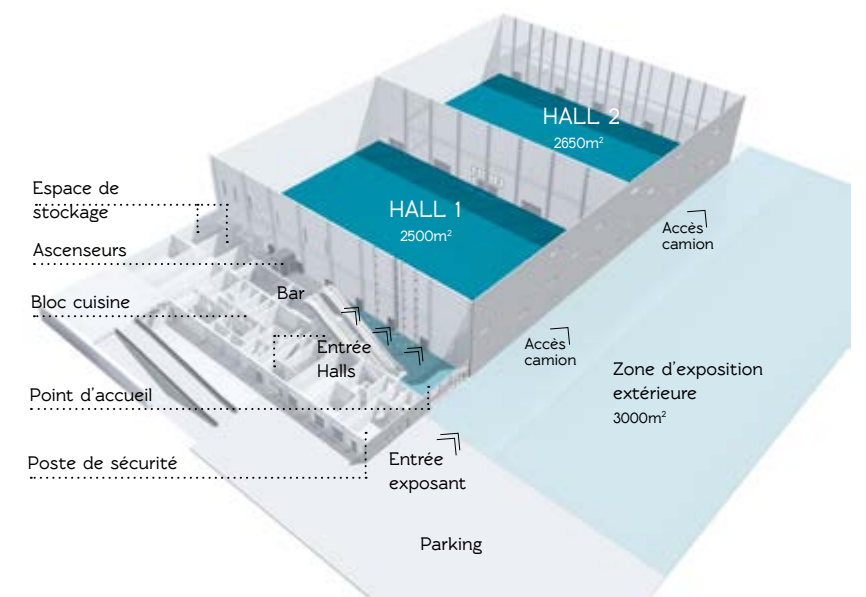 HALL 2
2650m²
HALL 1
2500m²
Espace de
stockage
Ascenseurs
Bloc cuisine
Bar
Entrée
Halls
Point d'accueil
Poste de sécurité
Entrée
exposant
Parking
Accès
camion
Accès
camion
Zone d'exposition
extérieure
3000m²